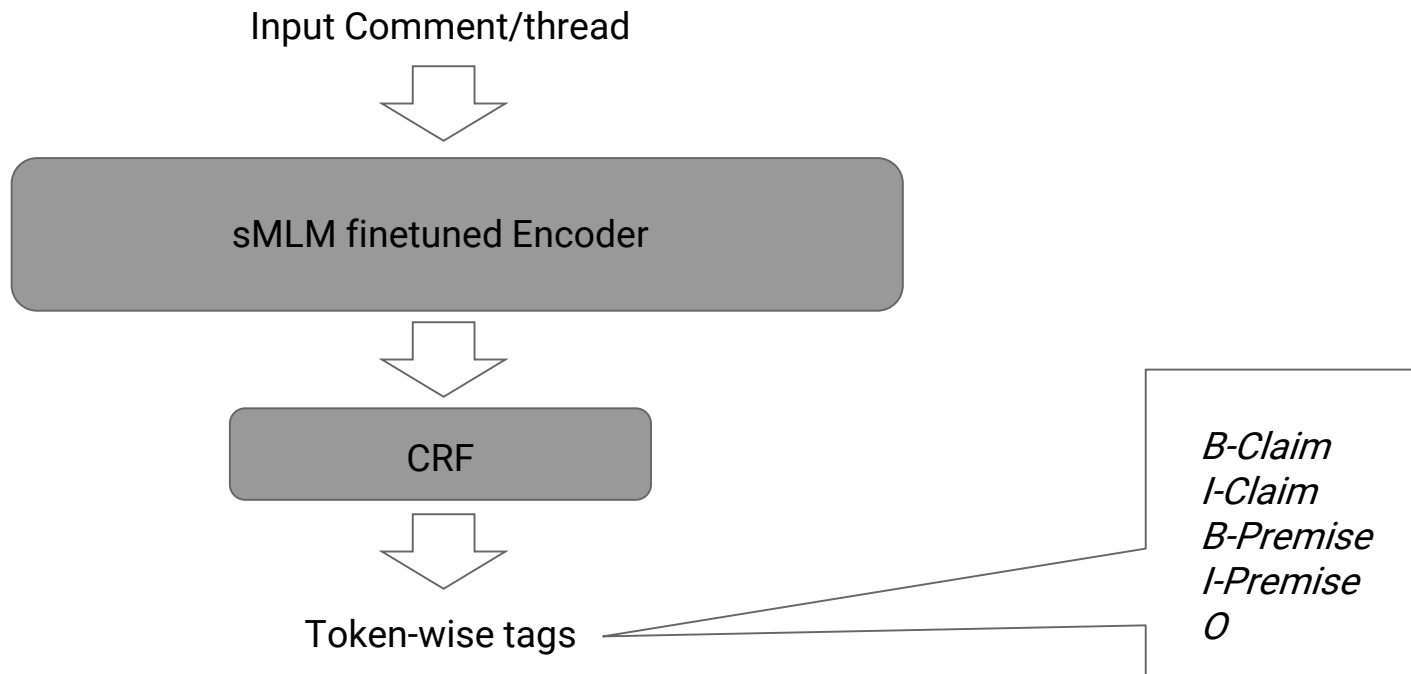 Input Comment/thread
sMLM finetuned Encoder
CRF
B-Claim
I-Claim
B-Premise
I-Premise
O
Token-wise tags